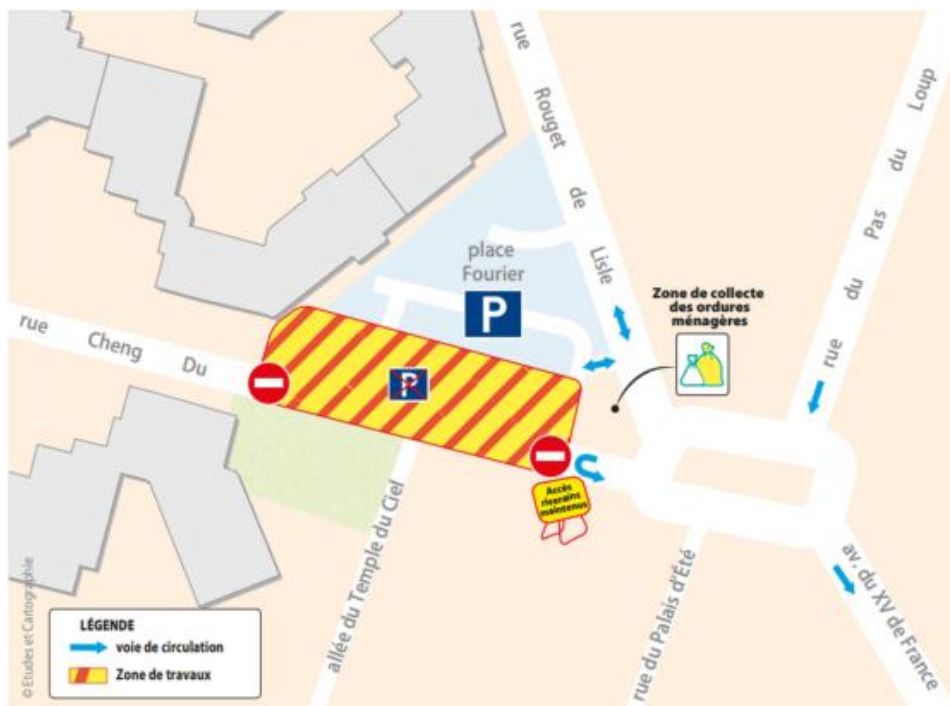 rue Rouget de Lisle
rue du Pas du Loup
place
Fourier
P
Zone de collecte
des ordures
ménagères
rue Cheng Du
P
Accès
riverains
maintenus
allée du Temple du Ciel
rue du Palais d'Été
av. du XV de France
© Etudes et Cartographie
LÉGENDE
voie de circulation
Zone de travaux